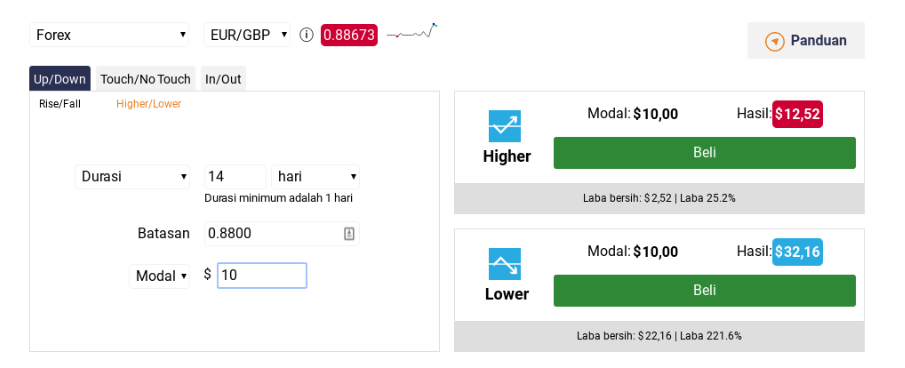 Forex
EUR/GBP
0.88673
Panduan
Up/Down
Touch/No Touch
In/Out
Rise/Fall
Higher/Lower
Durasi
14
hari
Durasi minimum adalah 1 hari
Batasan
0.8800
Modal
$
10
Higher
Modal: $10,00
Hasil: $12,52
Beli
Laba bersih: $2,52 | Laba 25.2%
Lower
Modal: $10,00
Hasil: $32,16
Beli
Laba bersih: $22,16 | Laba 221.6%